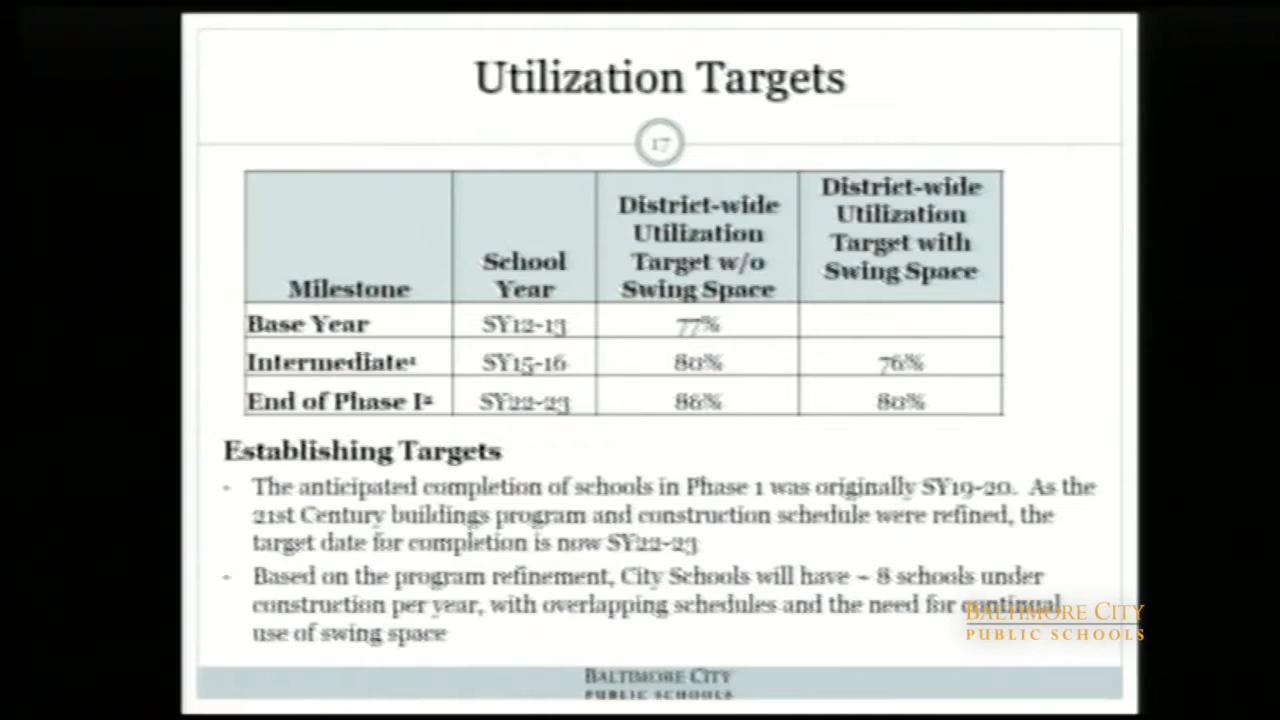 Utilization Targets
17
Milestone
School
Year
District-wide
Utilization
Target w/o
Swing Space
District-wide
Utilization
Target with
Swing Space
Base Year SY12-13 77%
Intermediate¹ SY15-16 80% 76%
End of Phase I² SY22-23 86% 80%
Establishing Targets
- The anticipated completion of schools in Phase 1 was originally SY19-20. As the
21st Century buildings program and construction schedule were refined, the
target date for completion is now SY22-23
- Based on the program refinement, City Schools will have ~ 8 schools under
construction per year, with overlapping schedules and the need for continual
use of swing space
BALTIMORE CITY
PUBLIC SCHOOLS
BALTIMORE CITY
PUBLIC SCHOOLS